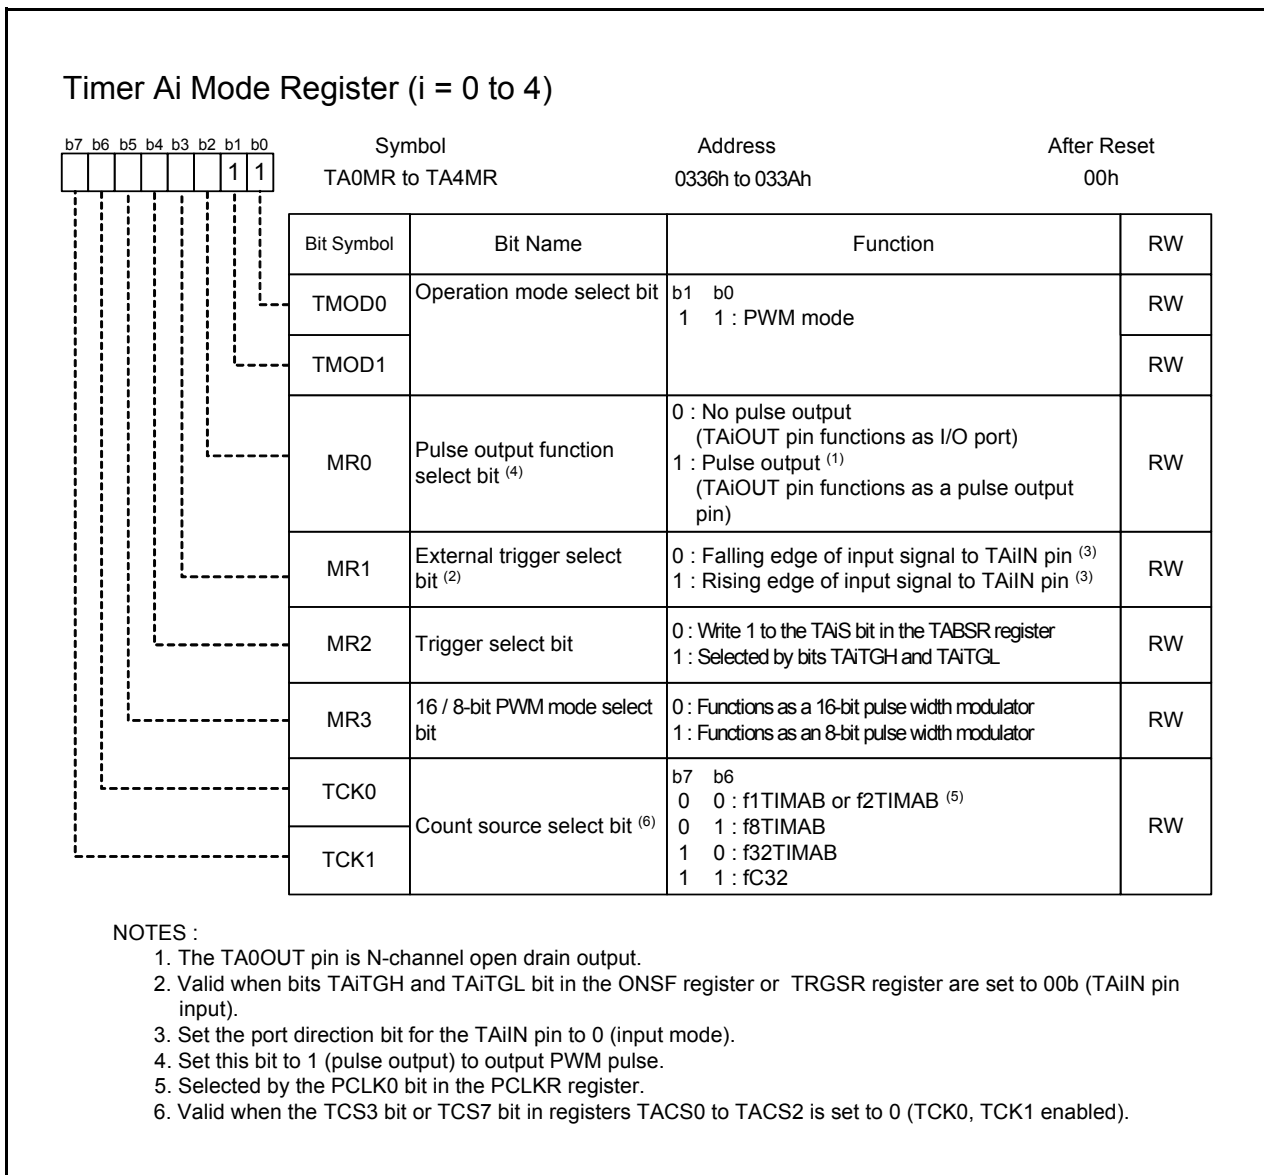 Timer Ai Mode Register (i = 0 to 4)
b7 b6 b5 b4 b3 b2 b1 b0
1 1
Symbol Address After Reset
TA0MR to TA4MR 0336h to 033Ah 00h
Bit Symbol Bit Name Function RW
TMOD0 Operation mode select bit b1 b0
1 1 : PWM mode RW
TMOD1 RW
MR0 Pulse output function
select bit (4)
0 : No pulse output
(TAiOUT pin functions as I/O port)
1 : Pulse output (1)
(TAiOUT pin functions as a pulse output
pin)
RW
MR1 External trigger select
bit (2)
0 : Falling edge of input signal to TAiIN pin (3)
1 : Rising edge of input signal to TAiIN pin (3)
RW
MR2 Trigger select bit
0 : Write 1 to the TAiS bit in the TABSR register
1 : Selected by bits TAiTGH and TAiTGL
RW
MR3 16 / 8-bit PWM mode select
bit
0 : Functions as a 16-bit pulse width modulator
1 : Functions as an 8-bit pulse width modulator
RW
TCK0
TCK1
Count source select bit (6)
b7 b6
0 0 : f1TIMAB or f2TIMAB (5)
0 1 : f8TIMAB
1 0 : f32TIMAB
1 1 : fC32
RW
NOTES :
1. The TA0OUT pin is N-channel open drain output.
2. Valid when bits TAiTGH and TAiTGL bit in the ONSF register or TRGSR register are set to 00b (TAiIN pin
input).
3. Set the port direction bit for the TAiIN pin to 0 (input mode).
4. Set this bit to 1 (pulse output) to output PWM pulse.
5. Selected by the PCLK0 bit in the PCLKR register.
6. Valid when the TCS3 bit or TCS7 bit in registers TACS0 to TACS2 is set to 0 (TCK0, TCK1 enabled).